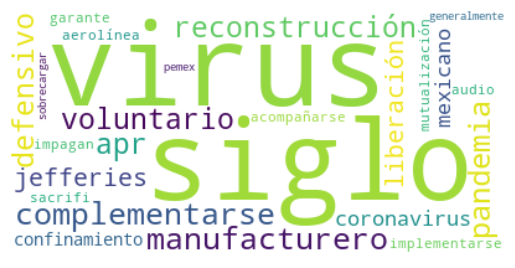 garante
generalmente
aerolínea
reconstrucción
virus
defensivo
sobrecargar
pemex
liberación
mutualización
mexicano
audio
voluntario
acompañarse
siglo
pandemia
impagan
apr
jefferies
sacrifi
complementarse
coronavirus
confinamiento
manufacturero
implementarse